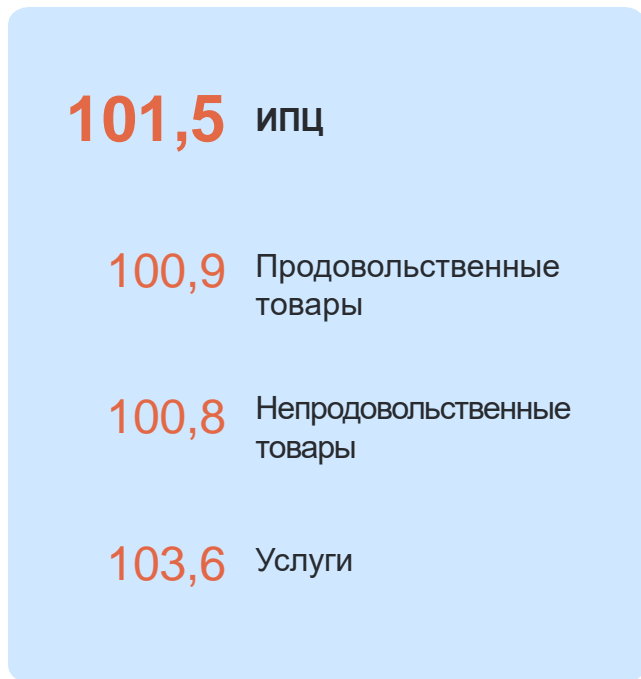 101,5 ИПЦ
100,9 Продовольственные
товары
100,8 Непродовольственные
товары
103,6 Услуги